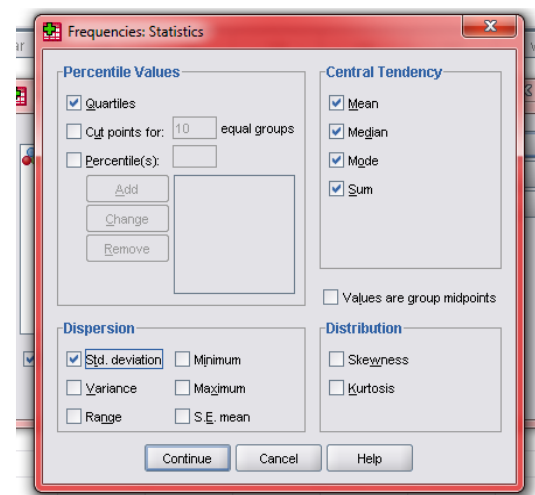 Frequencies: Statistics
Percentile Values
Quartiles
Cut points for: 10 equal groups
Percentile(s):
Add
Change
Remove
Central Tendency
Mean
Median
Mode
Sum
Values are group midpoints
Dispersion
Std. deviation Minimum
Variance Maximum
Range S.E. mean
Distribution
Skewness
Kurtosis
Continue Cancel Help